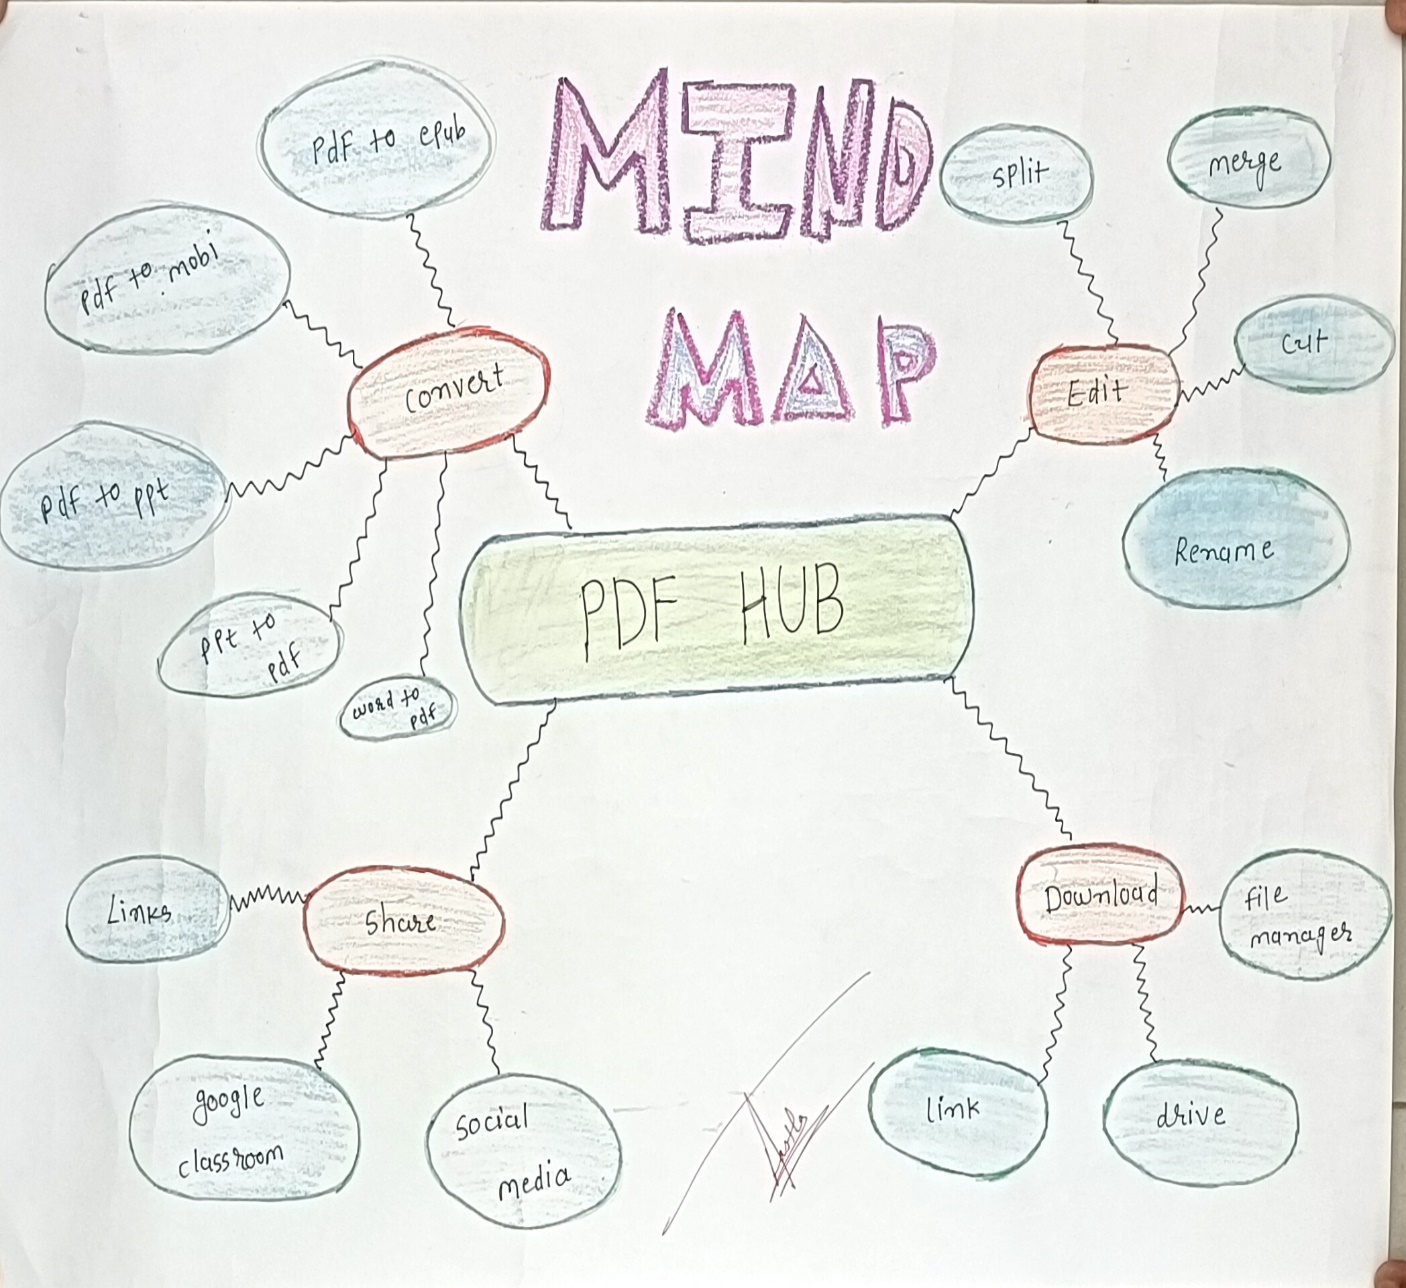 MIND
MAP
PDF HUB
convert
pdf to epub
pdf to mobi
pdf to ppt
ppt to
pdf
word to
pdf
Edit
split
merge
cut
Rename
Share
Links
google
classroom
social
media
Download
file
manager
link
drive